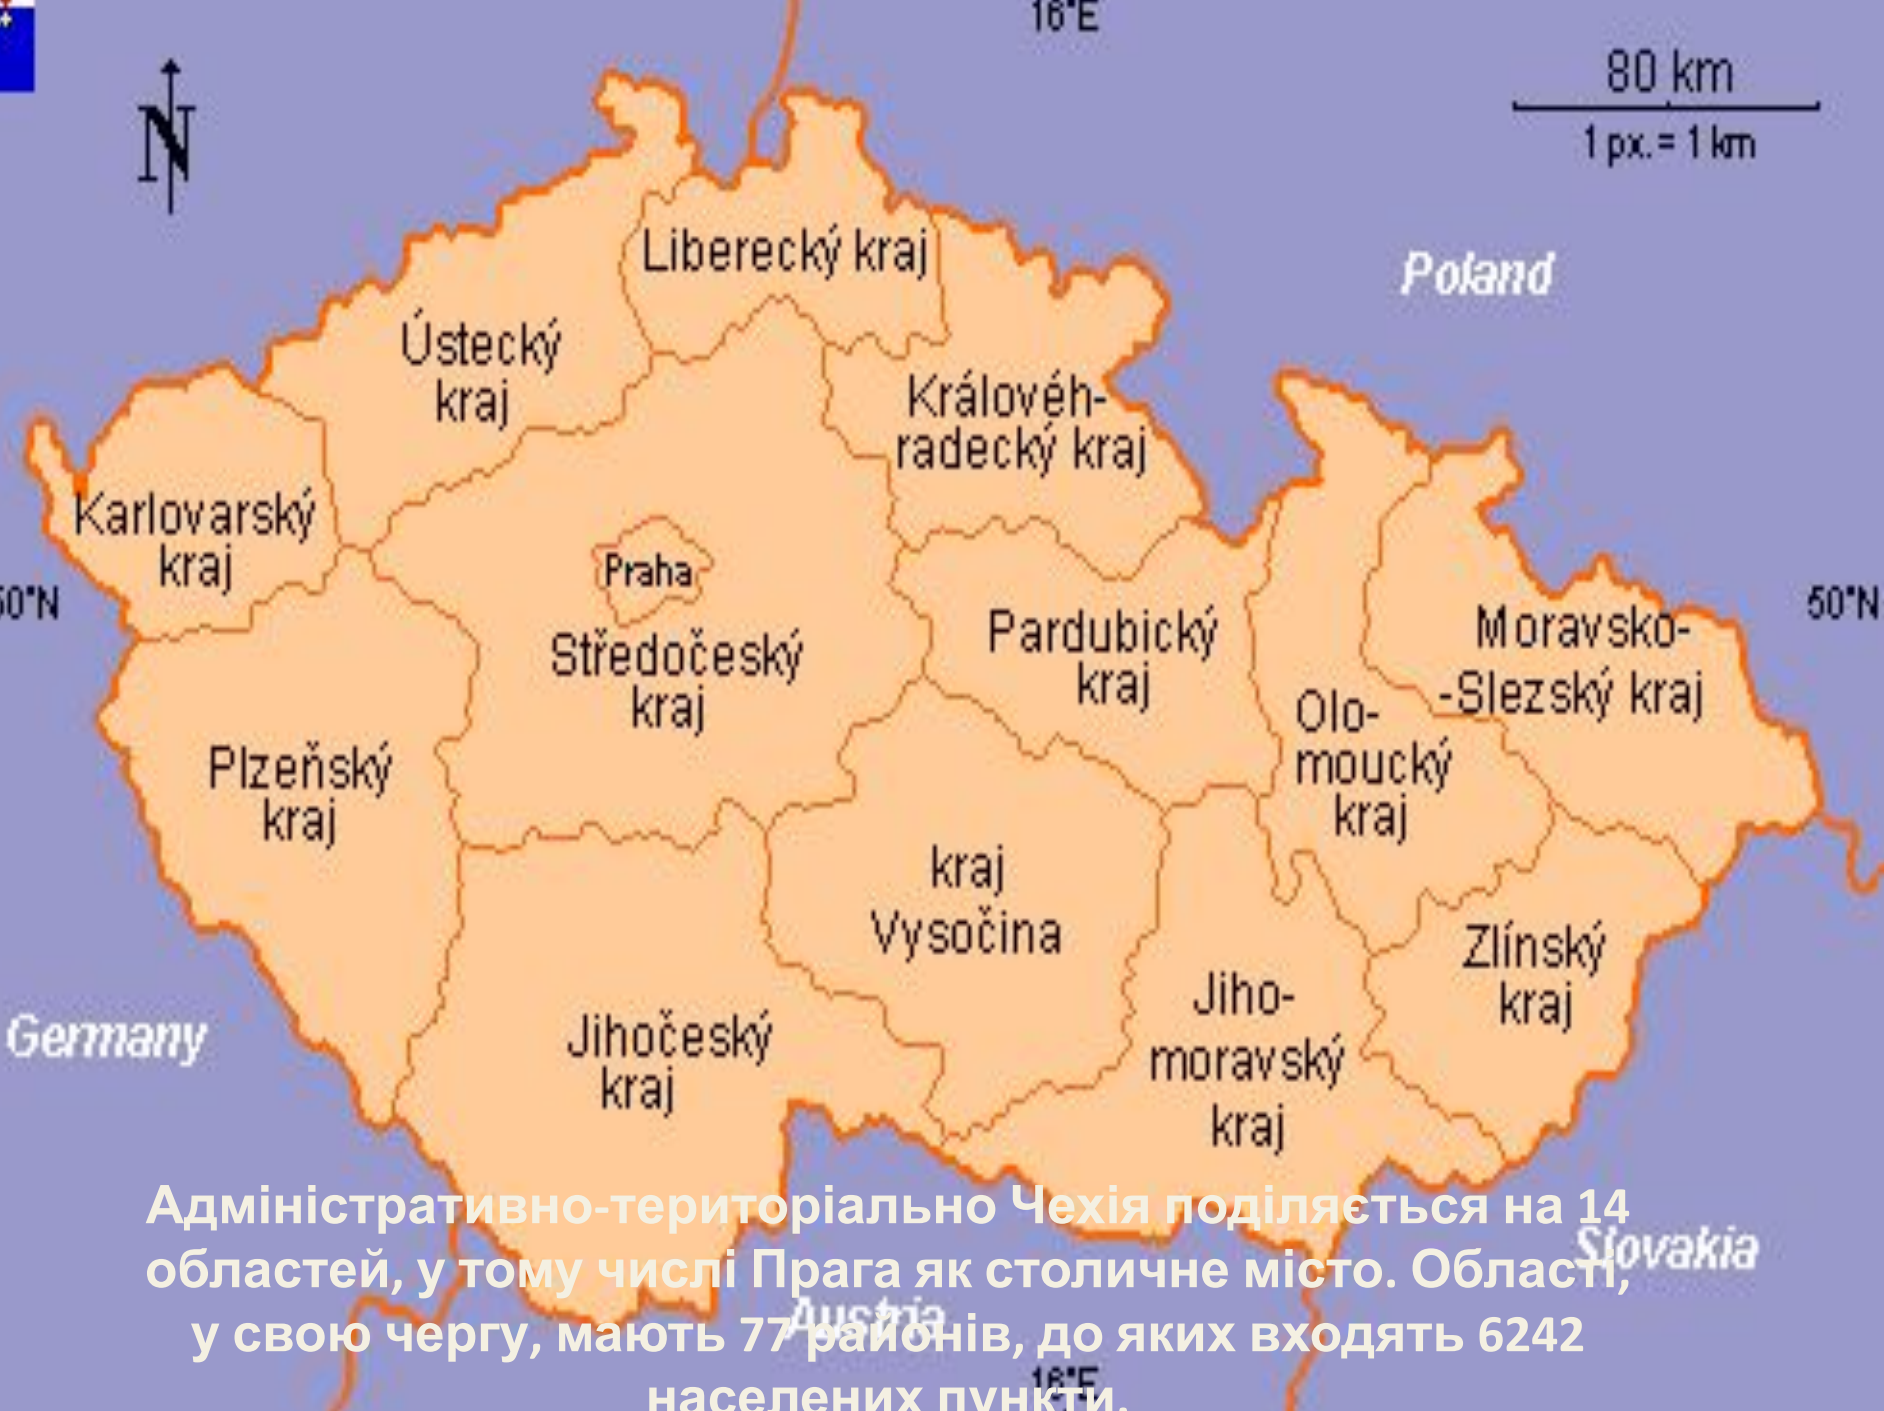 16°E
80 km
1 px. = 1 km
N
Poland
Liberecký kraj
Ústecký
kraj
Královéh-
radecký kraj
Karlovarský
kraj
Praha
50°N
50°N
Středočeský
kraj
Pardubický
kraj
Moravsko-
-Slezský kraj
Olo-
moucký
kraj
Plzeňský
kraj
kraj
Vysočina
Zlínský
kraj
Jiho-
moravský
kraj
Germany
Jihočeský
kraj
Slovakia
Austria
Адміністративно-територіально Чехія поділяється на 14
областей, у тому числі Прага як столичне місто. Області,
у свою чергу, мають 77 районів, до яких входять 6242
населених пункти.
16°E